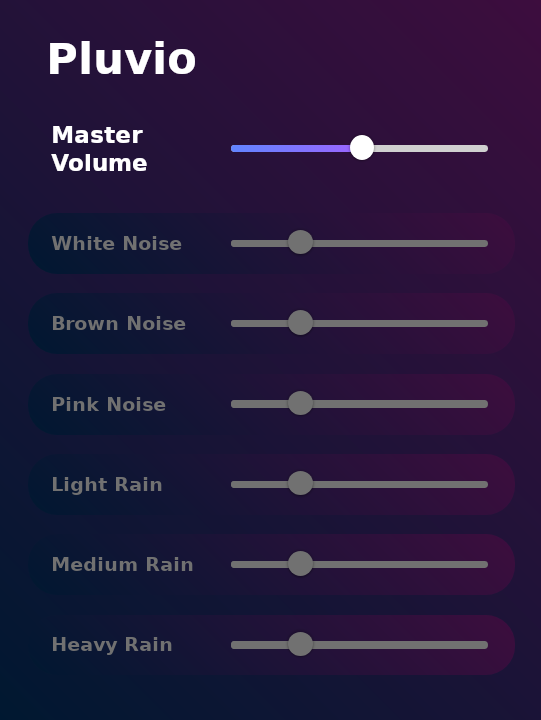 Pluvio
Master
Volume
White Noise
Brown Noise
Pink Noise
Light Rain
Medium Rain
Heavy Rain